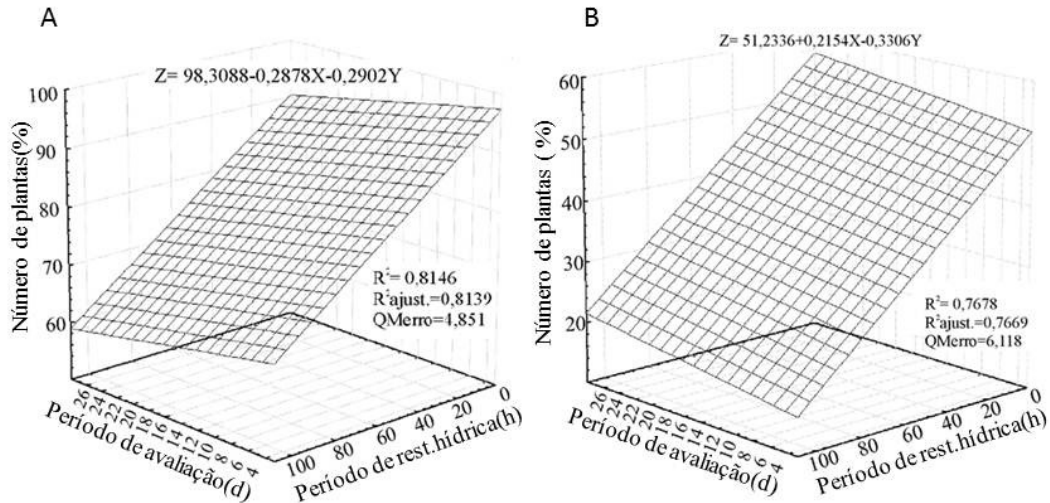 A
Z= 98,3088-0,2878X-0,2902Y
Número de plantas(%)
100
90
80
70
60
R²= 0,8146
R²ajust.=0,8139
QMerro=4,851
26
24
22
20
18
16
14
12
10
8
6
4
Período de avaliação(d)
100
80
60
40
20
0
Período de rest.hídrica(h)
B
Z= 51,2336+0,2154X-0,3306Y
Número de plantas ( %)
60
50
40
30
20
R²= 0,7678
R²ajust.=0,7669
QMerro=6,118
26
24
22
20
18
16
14
12
10
8
6
4
Período de avaliação(d)
100
80
60
40
20
0
Período de rest.hídrica(h)